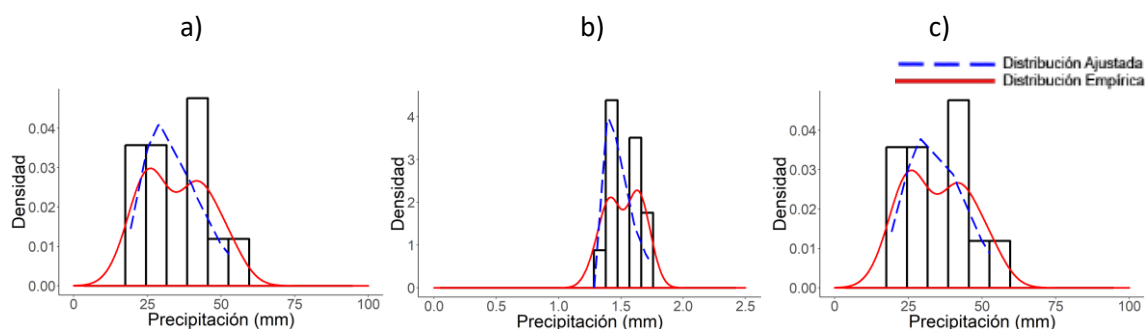 a)
b)
c)
Distribución Ajustada
Distribución Empírica
Densidad
0.04
0.03
0.02
0.01
0.00
0
25
50
75
100
Precipitación (mm)
Densidad
4
3
2
1
0
0.0
0.5
1.0
1.5
2.0
2.5
Precipitación (mm)
Densidad
0.04
0.03
0.02
0.01
0.00
0
25
50
75
100
Precipitación (mm)